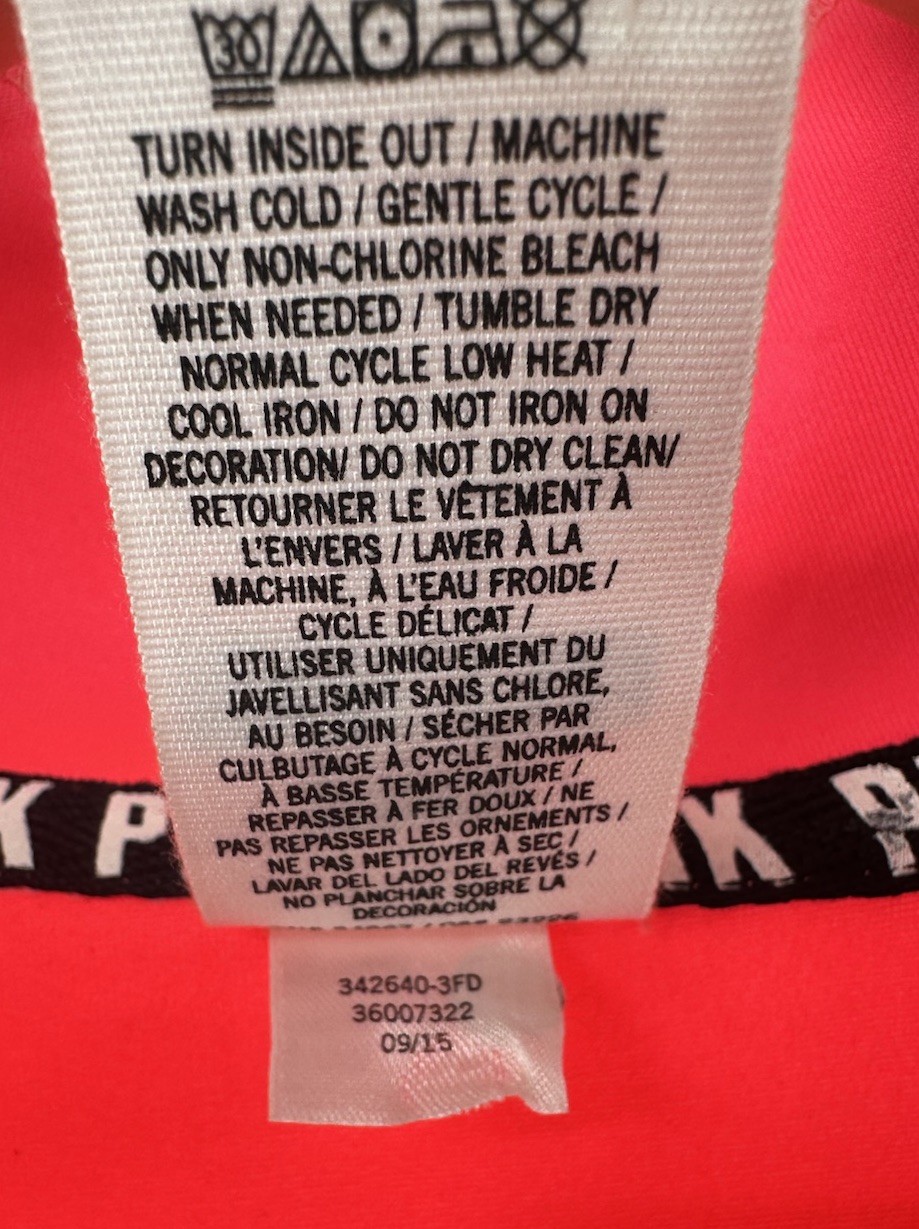 30
TURN INSIDE OUT / MACHINE
WASH COLD / GENTLE CYCLE /
ONLY NON-CHLORINE BLEACH
WHEN NEEDED / TUMBLE DRY
NORMAL CYCLE LOW HEAT /
COOL IRON / DO NOT IRON ON
DECORATION/ DO NOT DRY CLEAN/
RETOURNER LE VÊTEMENT À
L'ENVERS / LAVER À LA
MACHINE, À L'EAU FROIDE /
CYCLE DÉLICAT /
UTILISER UNIQUEMENT DU
JAVELLISANT SANS CHLORE,
AU BESOIN / SÉCHER PAR
CULBUTAGE À CYCLE NORMAL,
À BASSE TEMPÉRATURE /
REPASSER À FER DOUX / NE
PAS REPASSER LES ORNEMENTS /
NE PAS NETTOYER À SEC /
LAVAR DEL LADO DEL REVÉS /
NO PLANCHAR SOBRE LA
DECORACIÓN
K P K
342640-3FD
36007322
09/15